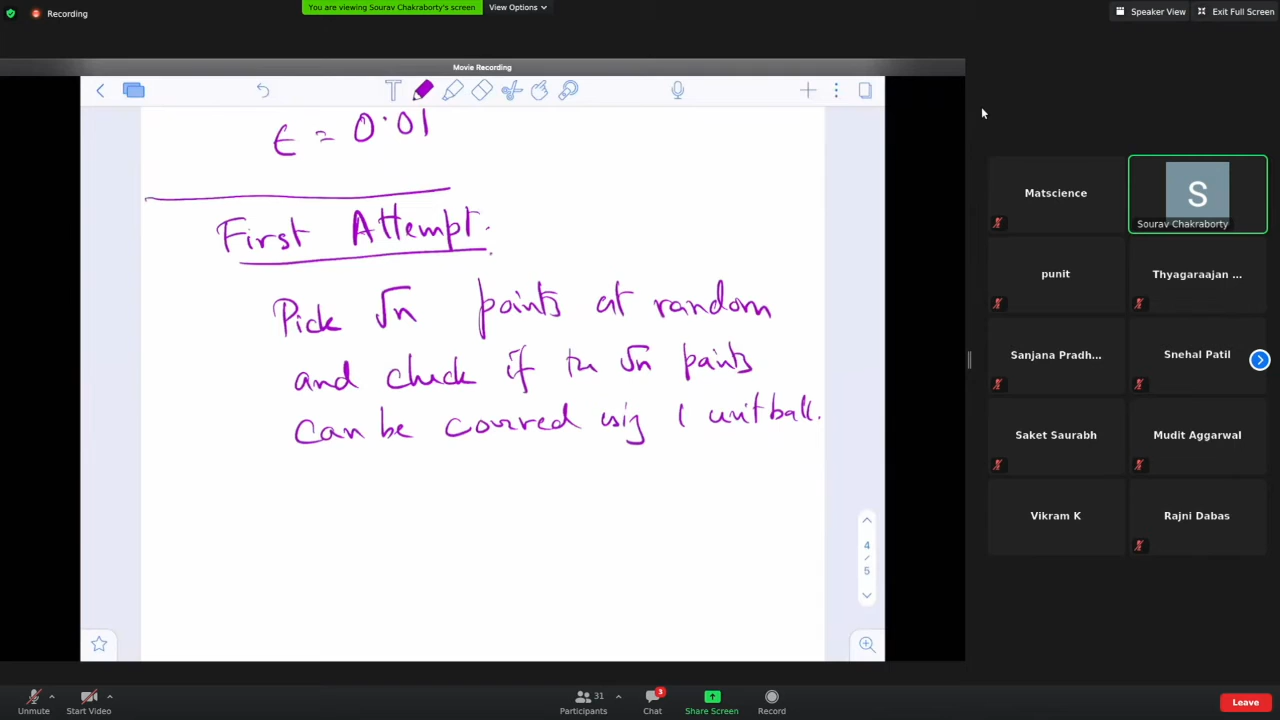 Recording
You are viewing Sourav Chakraborty's screen
View Options
Speaker View
Exit Full Screen
Movie Recording
T
ε = 0.01
First Attempt.
Pick √n points at random
and check if the √n points
can be covered using 1 unit ball.
4
/
5
Matscience
S
Sourav Chakraborty
punit
Thyagaraajan ...
Sanjana Pradh...
Snehal Patil
Saket Saurabh
Mudit Aggarwal
Vikram K
Rajni Dabas
Unmute
Start Video
31
Participants
3
Chat
Share Screen
Record
Leave